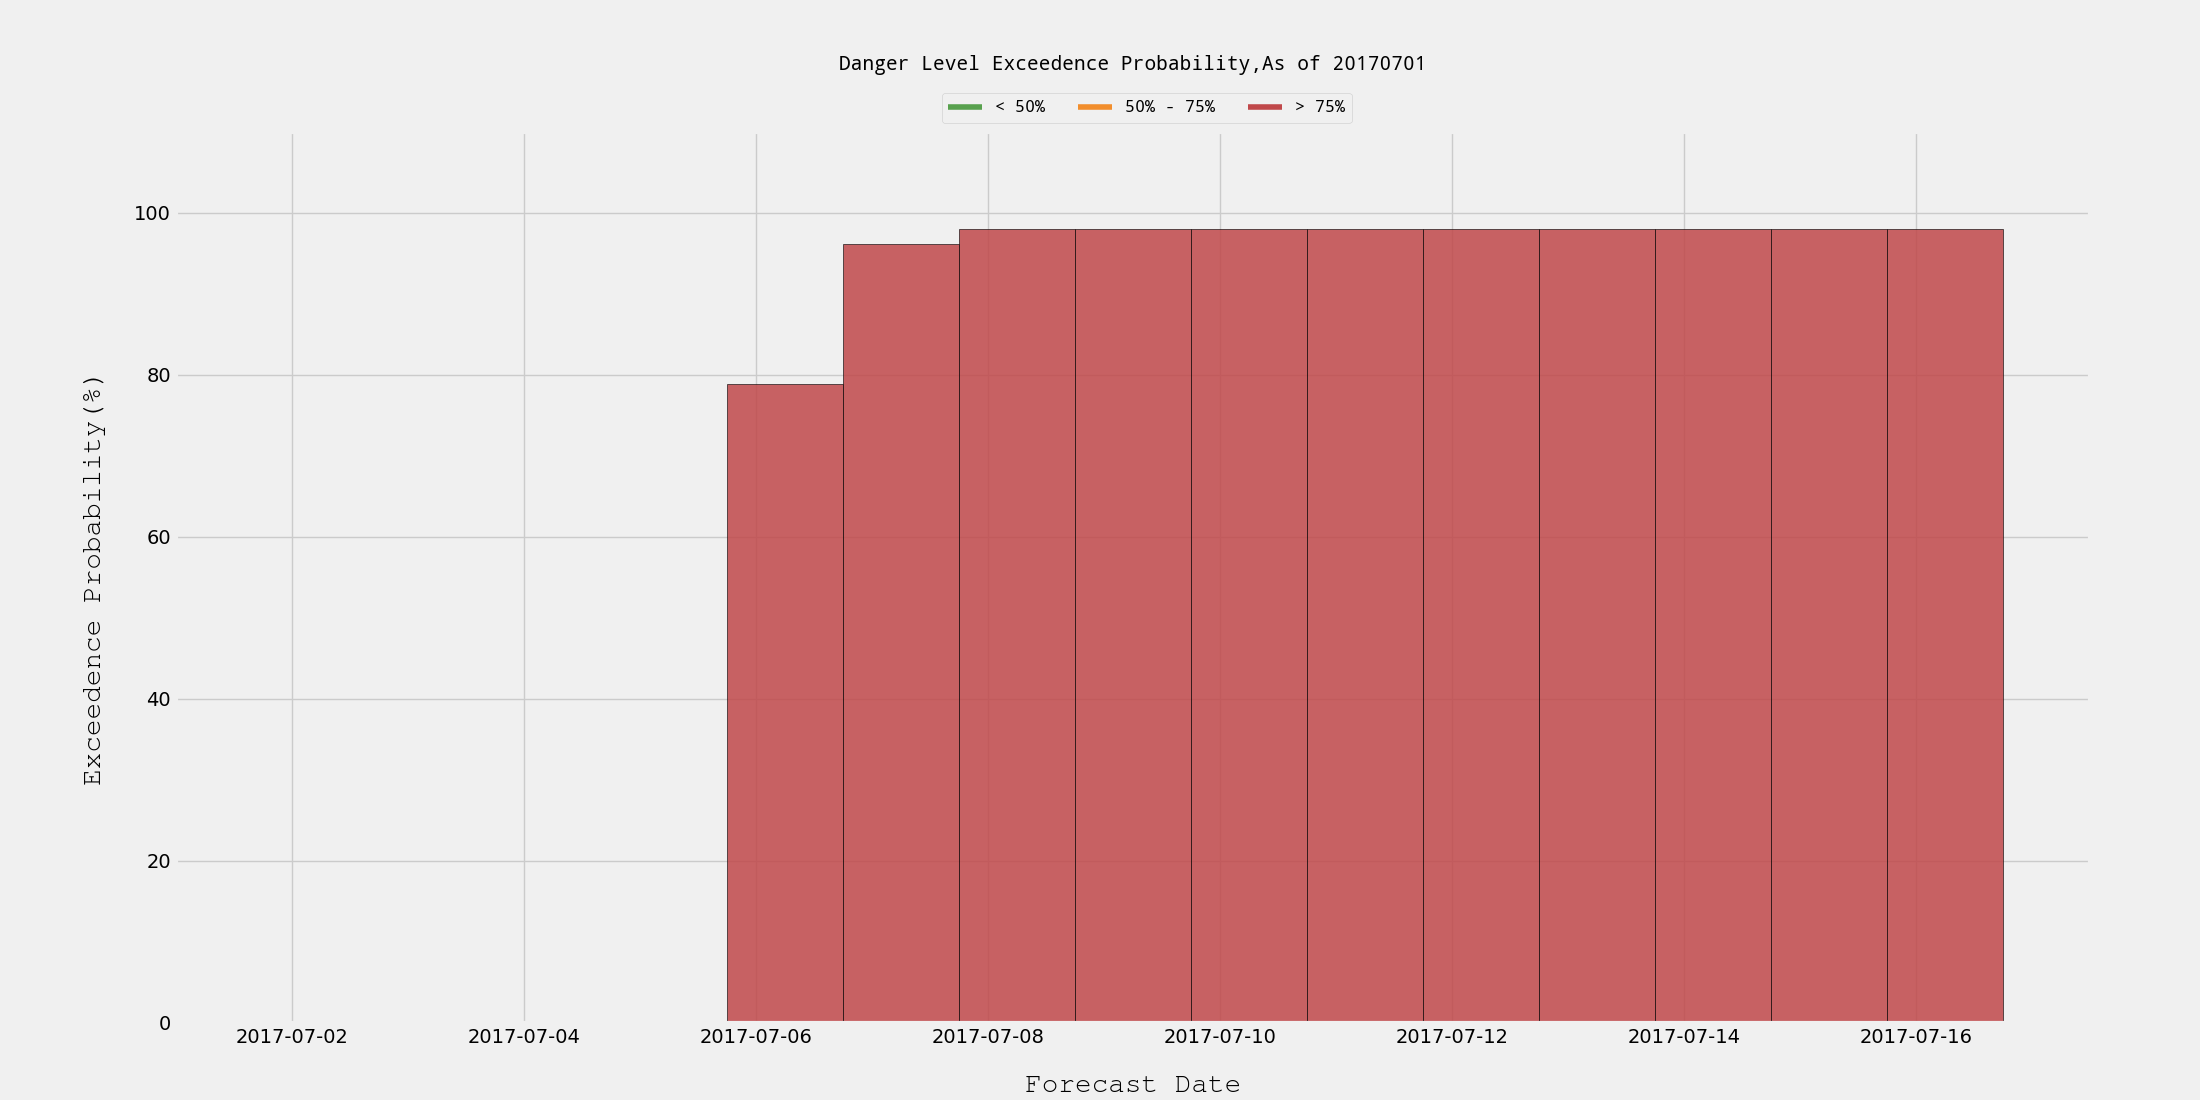 Danger Level Exceedence Probability,As of 20170701
< 50% 50% - 75% > 75%
100
80
60
40
20
0
Exceedence Probability(%)
2017-07-02 2017-07-04 2017-07-06 2017-07-08 2017-07-10 2017-07-12 2017-07-14 2017-07-16
Forecast Date